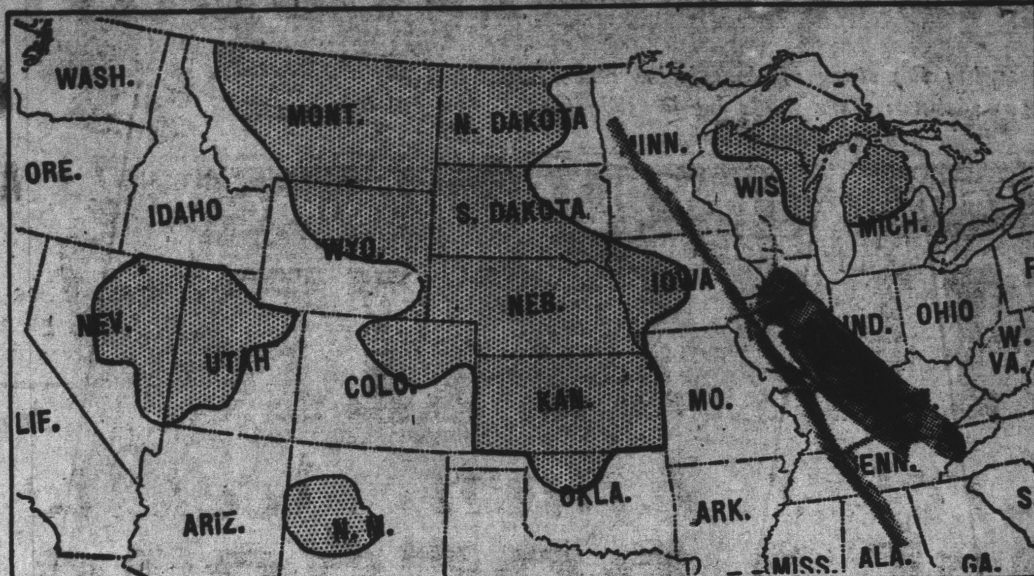 WASH.
MONT.
N. DAKOTA
MINN.
ORE.
IDAHO
S. DAKOTA
WIS
MICH.
WYO.
IOWA
NEV.
NEB.
IND.
OHIO
UTAH
W.
VA.
COLO.
KAN.
MO.
LIF.
ENN.
OKLA.
ARIZ.
N. M.
ARK.
S
MISS.
ALA.
GA.